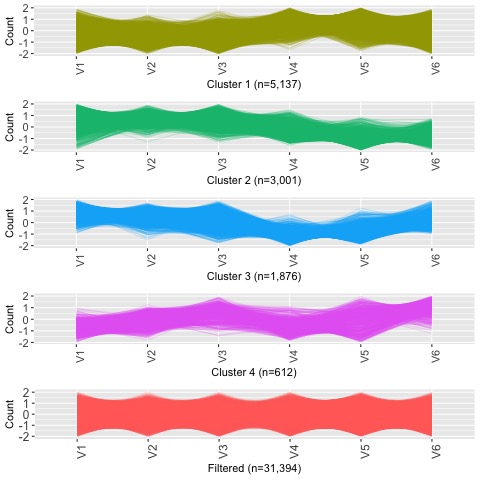 Count
2
1
0
-1
-2
V1 V2 V3 V4 V5 V6
Cluster 1 (n=5,137)
Count
2
1
0
-1
-2
V1 V2 V3 V4 V5 V6
Cluster 2 (n=3,001)
Count
2
1
0
-1
-2
V1 V2 V3 V4 V5 V6
Cluster 3 (n=1,876)
Count
2
1
0
-1
-2
V1 V2 V3 V4 V5 V6
Cluster 4 (n=612)
Count
2
1
0
-1
-2
V1 V2 V3 V4 V5 V6
Filtered (n=31,394)